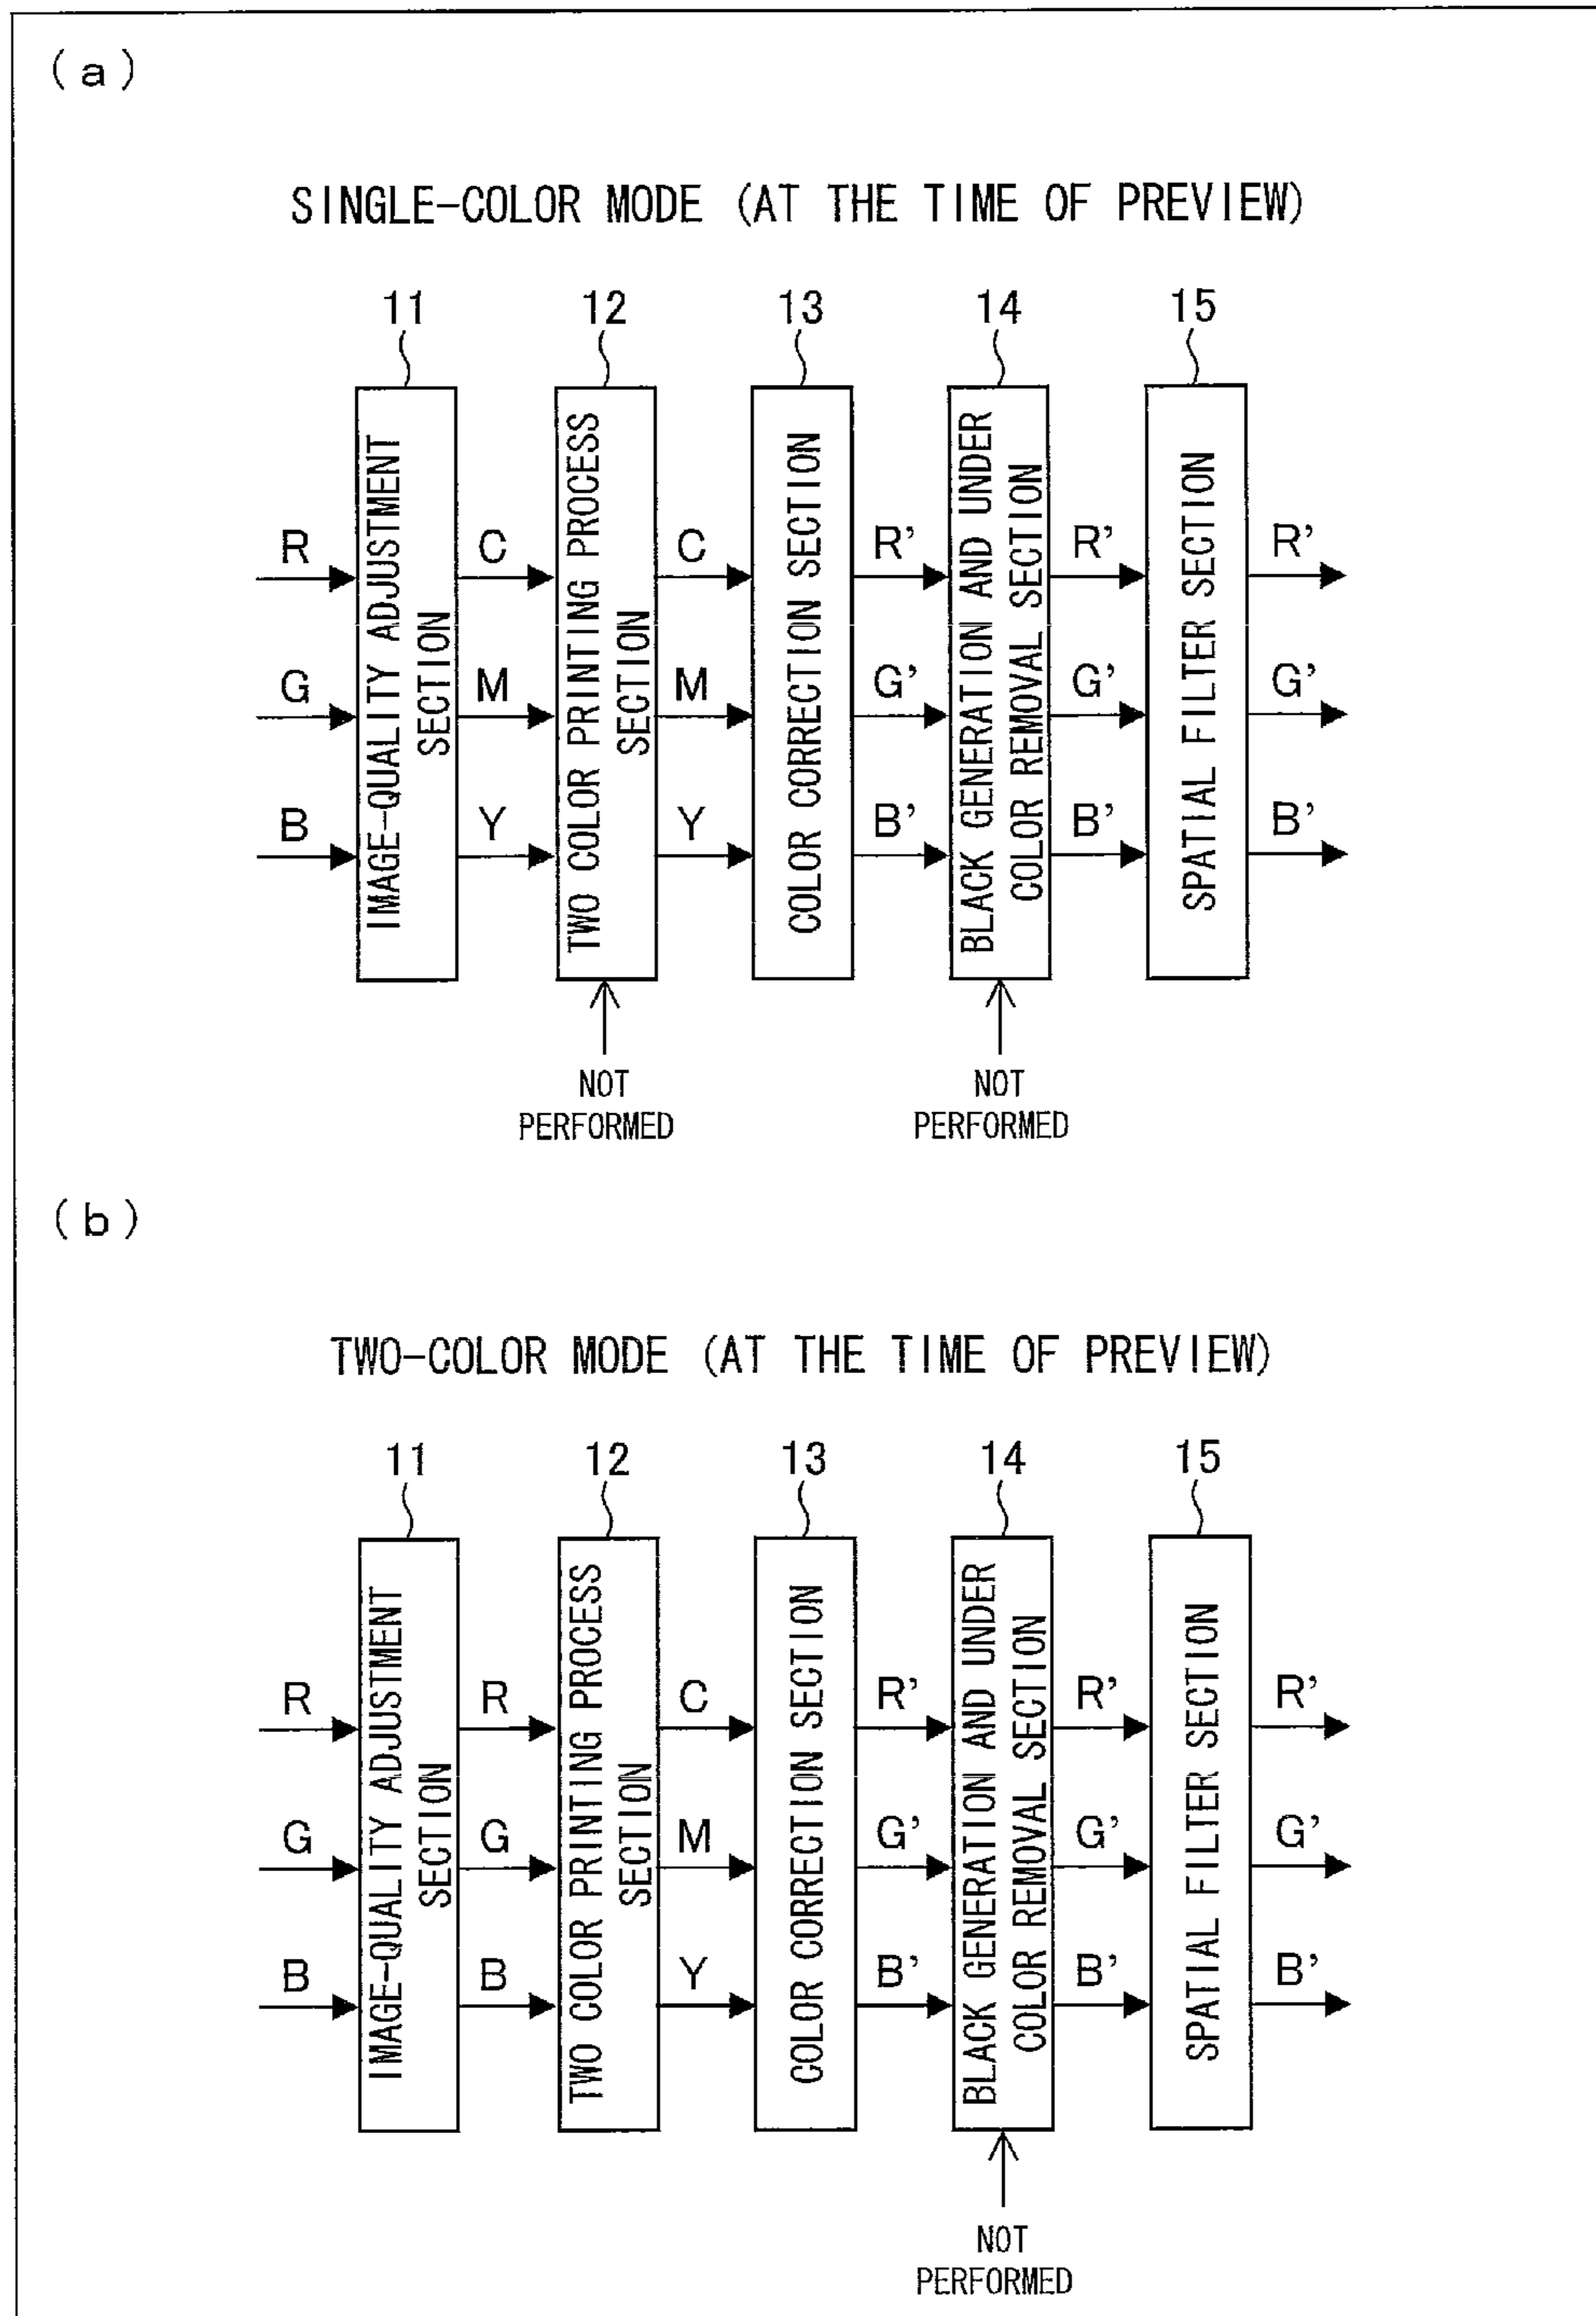 (a)
SINGLE-COLOR MODE (AT THE TIME OF PREVIEW)
11 12 13 14 15
IMAGE-QUALITY ADJUSTMENT
SECTION
TWO COLOR PRINTING PROCESS
SECTION
COLOR CORRECTION SECTION
BLACK GENERATION AND UNDER
COLOR REMOVAL SECTION
SPATIAL FILTER SECTION
R C C R' R' R'
G M M G' G' G'
B Y Y B' B' B'
NOT
PERFORMED
NOT
PERFORMED
(b)
TWO-COLOR MODE (AT THE TIME OF PREVIEW)
11 12 13 14 15
IMAGE-QUALITY ADJUSTMENT
SECTION
TWO COLOR PRINTING PROCESS
SECTION
COLOR CORRECTION SECTION
BLACK GENERATION AND UNDER
COLOR REMOVAL SECTION
SPATIAL FILTER SECTION
R R C R' R' R'
G G M G' G' G'
B B Y B' B' B'
NOT
PERFORMED